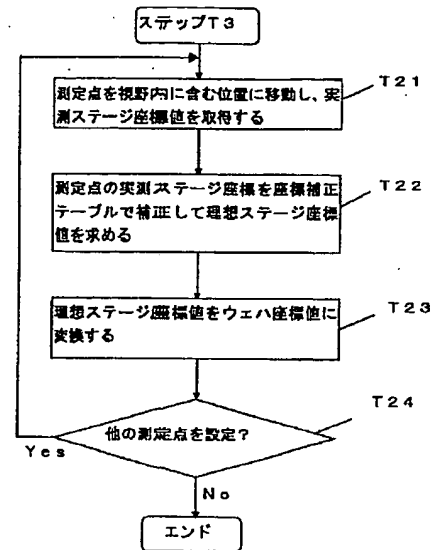 ステップT3
測定点を視野内に含む位置に移動し、実
測ステージ座標値を取得する
T21
測定点の実測ステージ座標を座標補正
テーブルで補正して理想ステージ座標
値を求める
T22
理想ステージ座標値をウェハ座標値に
変換する
T23
他の測定点を設定?
T24
Yes
No
エンド